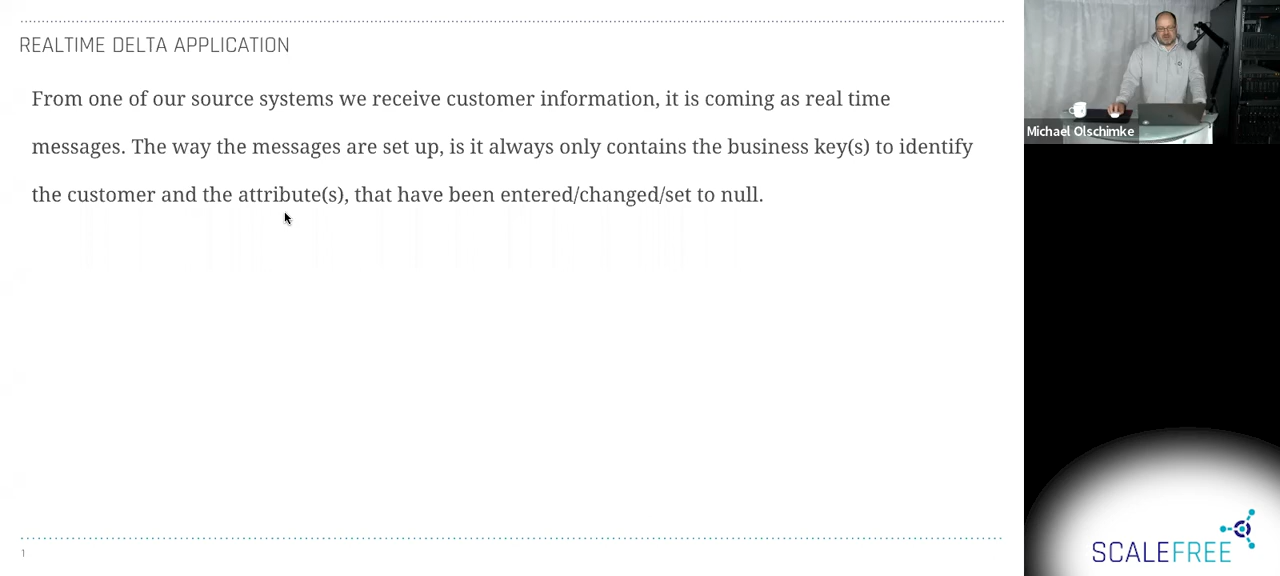 REALTIME DELTA APPLICATION
From one of our source systems we receive customer information, it is coming as real time
messages. The way the messages are set up, is it always only contains the business key(s) to identify
the customer and the attribute(s), that have been entered/changed/set to null.
1
Michael Olschimke
SCALEFREE